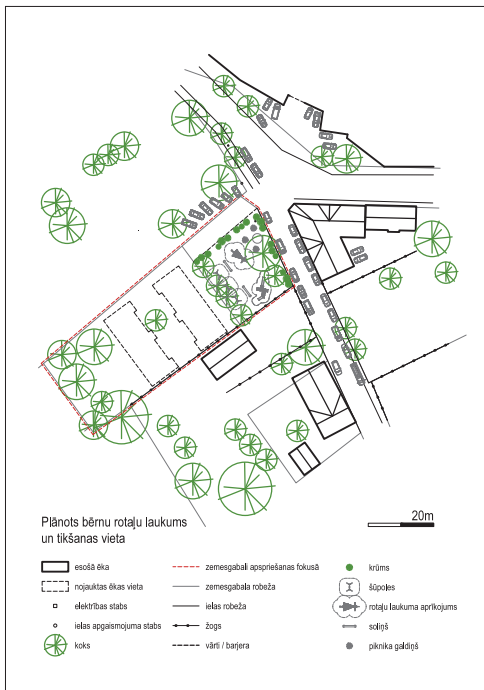 20m
Plānots bērnu rotaļu laukums
un tikšanas vieta
esošā ēka
nojauktas ēkas vieta
elektrības stabs
ielas apgaismojuma stabs
koks
zemesgabali apspriešanas fokusā
zemesgabala robeža
ielas robeža
žogs
vārti / barjera
krūms
šūpoles
rotaļu laukuma aprīkojums
soliņš
piknika galdiņš